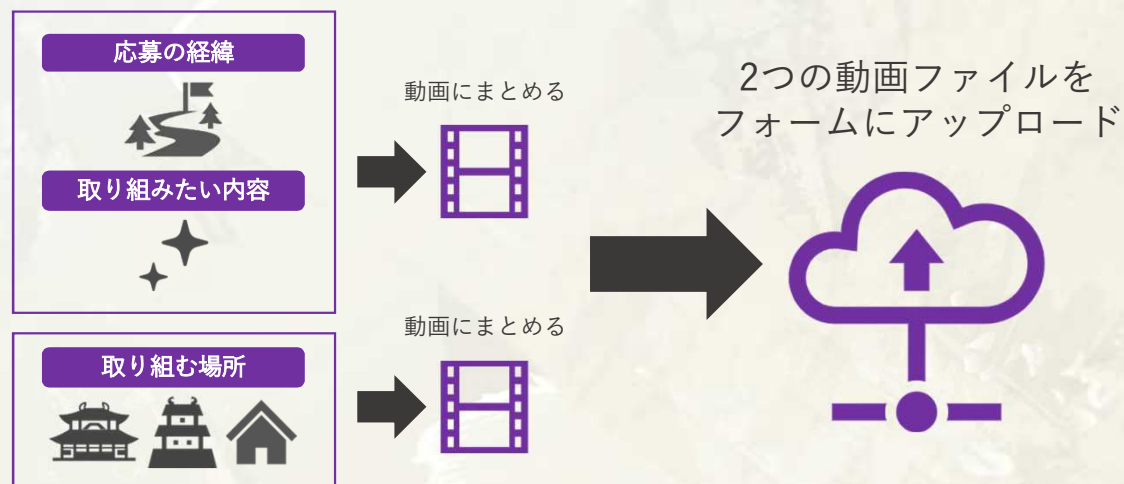 応募の経緯
取り組みたい内容
動画にまとめる
取り組む場所
動画にまとめる
2つの動画ファイルを
フォームにアップロード